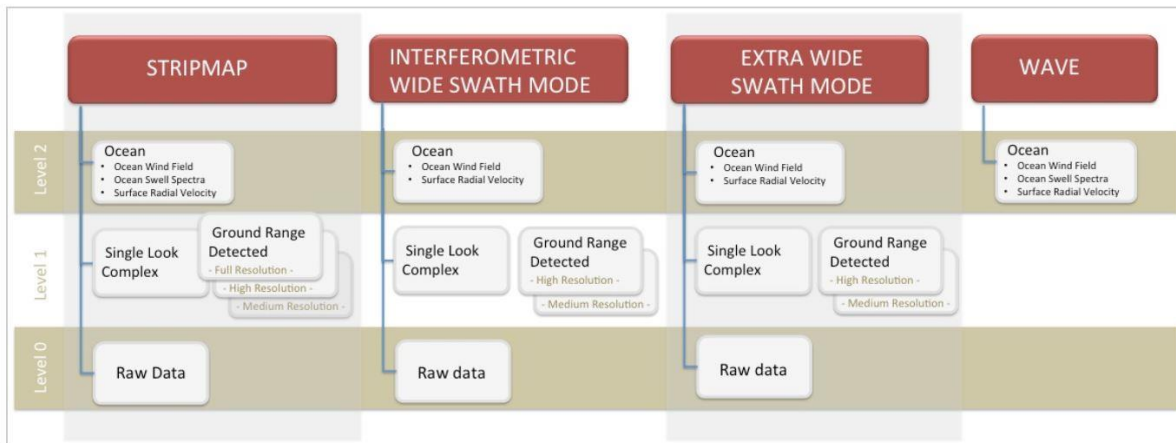 STRIPMAP
INTERFEROMETRIC
WIDE SWATH MODE
EXTRA WIDE
SWATH MODE
WAVE
Level 2
Ocean
• Ocean Wind Field
• Ocean Swell Spectra
• Surface Radial Velocity
Ocean
• Ocean Wind Field
• Surface Radial Velocity
Ocean
• Ocean Wind Field
• Surface Radial Velocity
Ocean
• Ocean Wind Field
• Ocean Swell Spectra
• Surface Radial Velocity
Level 1
Single Look
Complex
Ground Range
Detected
- Full Resolution -
- High Resolution -
- Medium Resolution -
Single Look
Complex
Ground Range
Detected
- High Resolution -
- Medium Resolution -
Single Look
Complex
Ground Range
Detected
- High Resolution -
- Medium Resolution -
Level 0
Raw Data
Raw data
Raw data